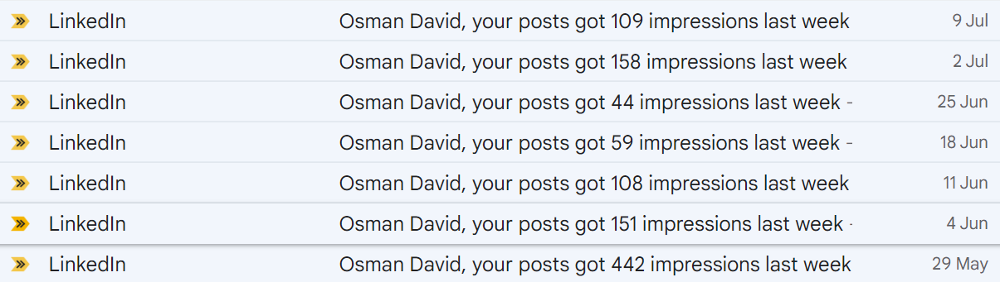 LinkedIn Osman David, your posts got 109 impressions last week 9 Jul
LinkedIn Osman David, your posts got 158 impressions last week 2 Jul
LinkedIn Osman David, your posts got 44 impressions last week - 25 Jun
LinkedIn Osman David, your posts got 59 impressions last week - 18 Jun
LinkedIn Osman David, your posts got 108 impressions last week 11 Jun
LinkedIn Osman David, your posts got 151 impressions last week · 4 Jun
LinkedIn Osman David, your posts got 442 impressions last week 29 May